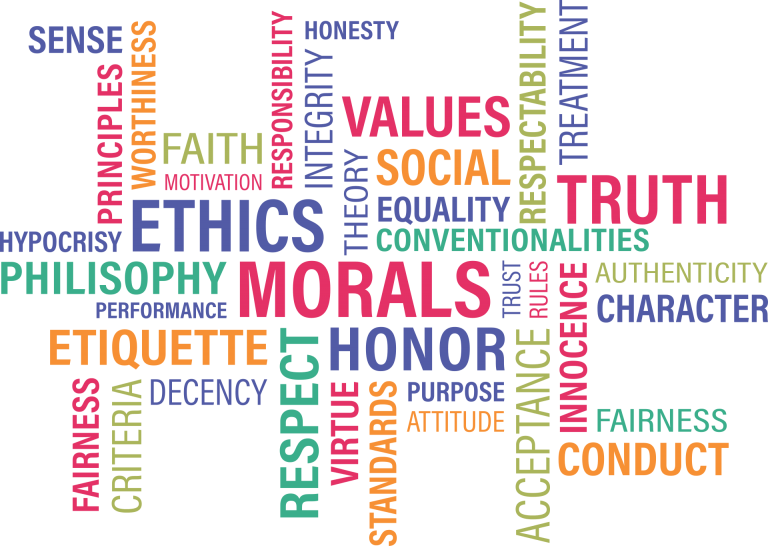 SENSE
PRINCIPLES
WORTHINESS
FAITH
MOTIVATION
RESPONSIBILITY
HONESTY
INTEGRITY
VALUES
THEORY
SOCIAL
EQUALITY
CONVENTIONALITIES
RESPECTABILITY
TREATMENT
TRUTH
HYPOCRISY
ETHICS
PHILISOPHY
PERFORMANCE
MORALS
TRUST
RULES
INNOCENCE
AUTHENTICITY
CHARACTER
ETIQUETTE
RESPECT
HONOR
FAIRNESS
CRITERIA
DECENCY
VIRTUE
STANDARDS
PURPOSE
ATTITUDE
ACCEPTANCE
FAIRNESS
CONDUCT